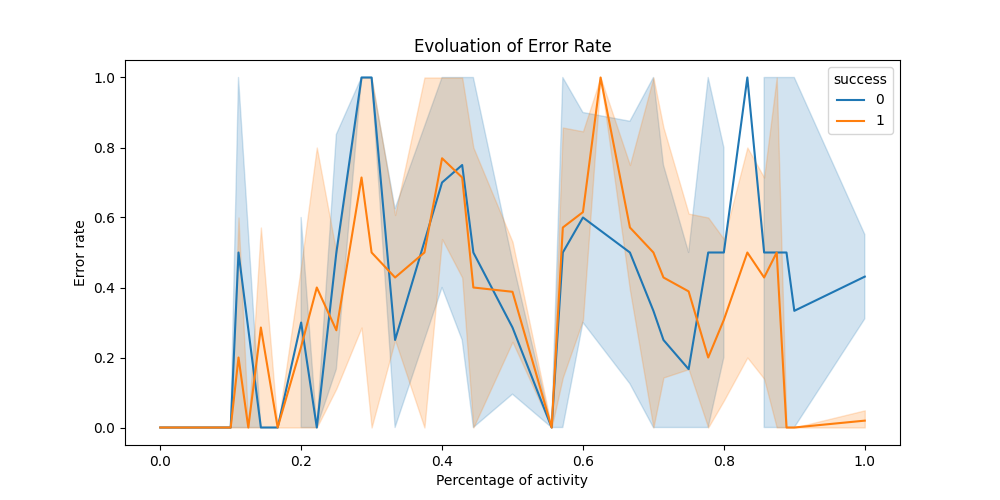 Evoluation of Error Rate
success
0
1
Error rate
1.0
0.8
0.6
0.4
0.2
0.0
0.0 0.2 0.4 0.6 0.8 1.0
Percentage of activity